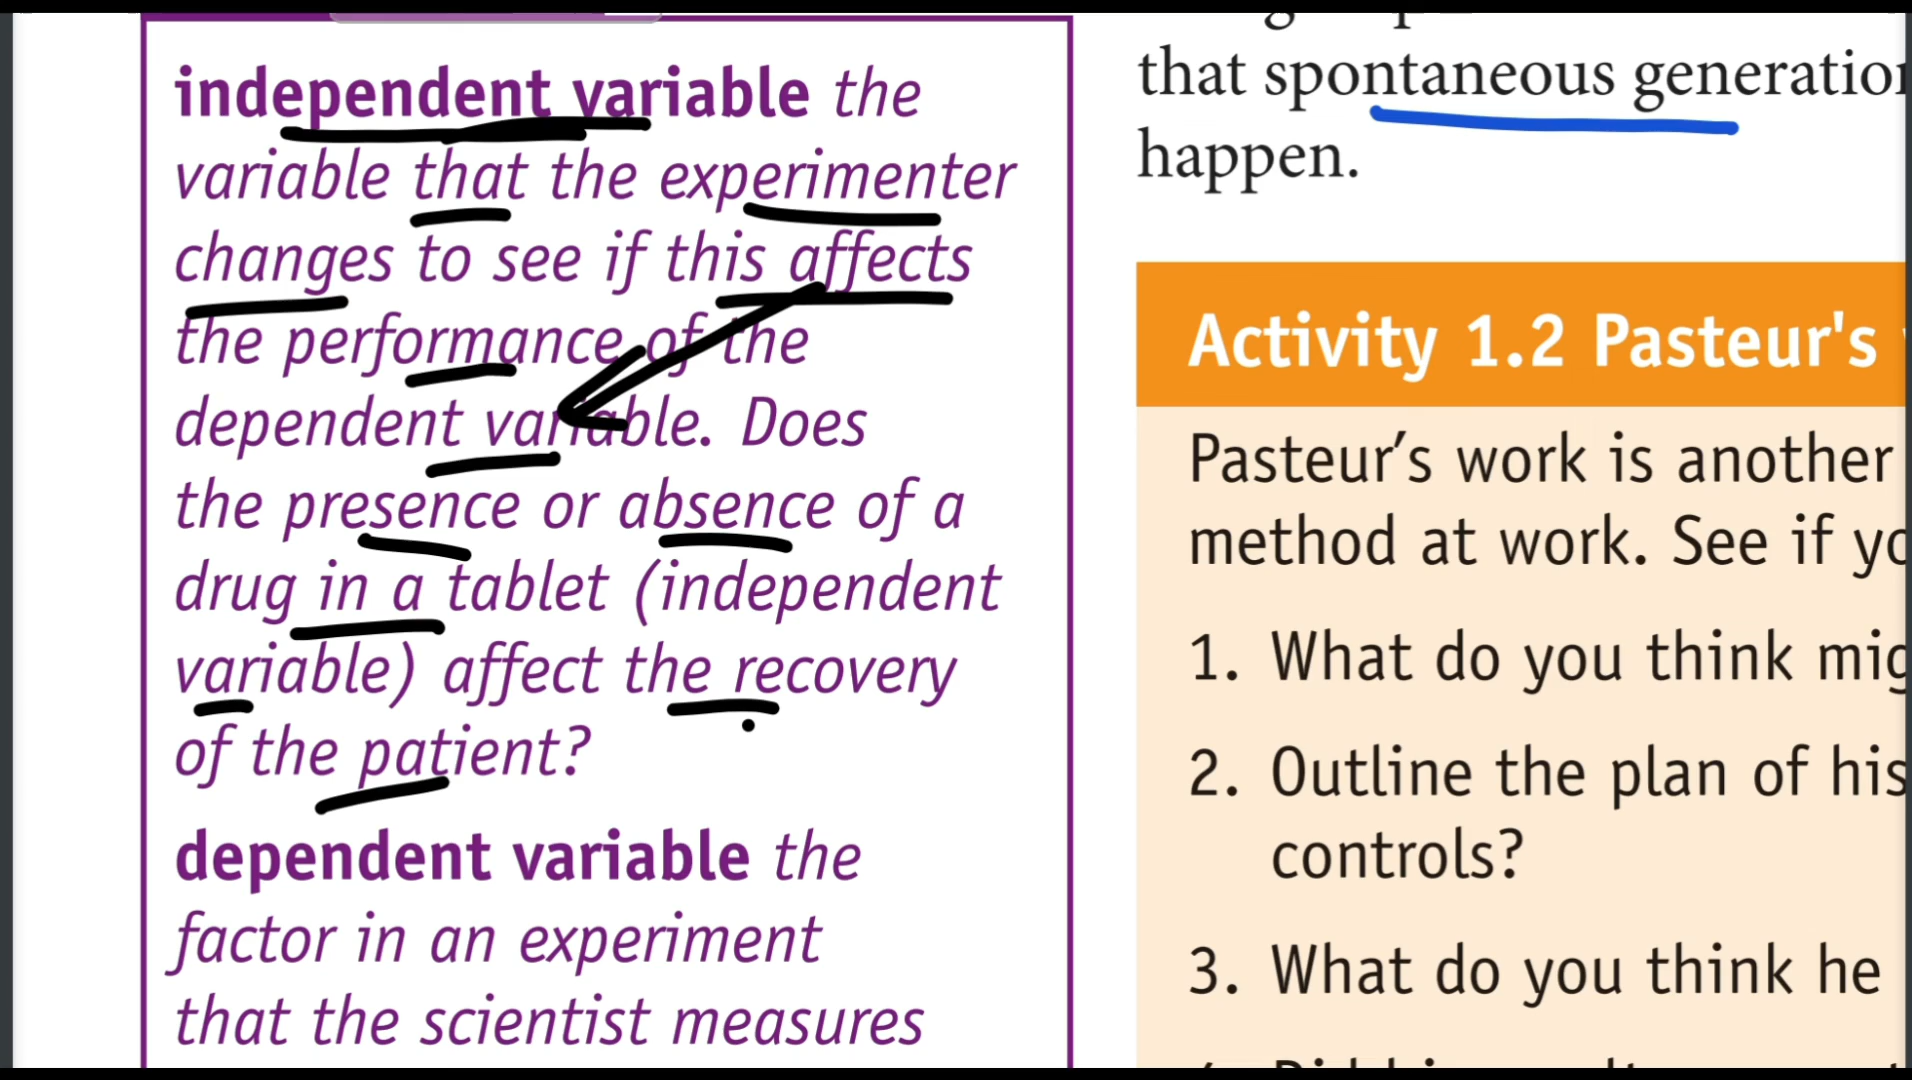 independent variable the
variable that the experimenter
changes to see if this affects
the performance of the
dependent variable. Does
the presence or absence of a
drug in a tablet (independent
variable) affect the recovery
of the patient?
dependent variable the
factor in an experiment
that the scientist measures
that spontaneous generation
happen.
Activity 1.2 Pasteur's
Pasteur's work is another
method at work. See if yo
1. What do you think mig
2. Outline the plan of his
controls?
3. What do you think he